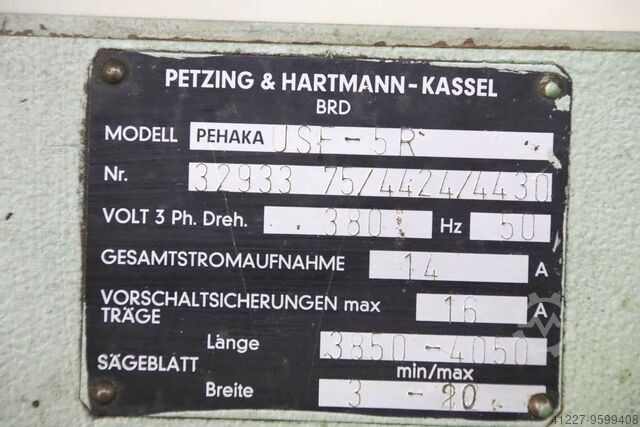 PETZING & HARTMANN-KASSEL
BRD
MODELL PEHAKA USF-5R
Nr. 32933 75/4424/4430
VOLT 3 Ph. Dreh. 380 Hz 50
GESAMTSTROMAUFNAHME 14 A
VORSCHALTSICHERUNGEN max 16 A
TRÄGE
Länge 3850-4050
SÄGEBLATT min/max
Breite 3 - 20
41227-9599408